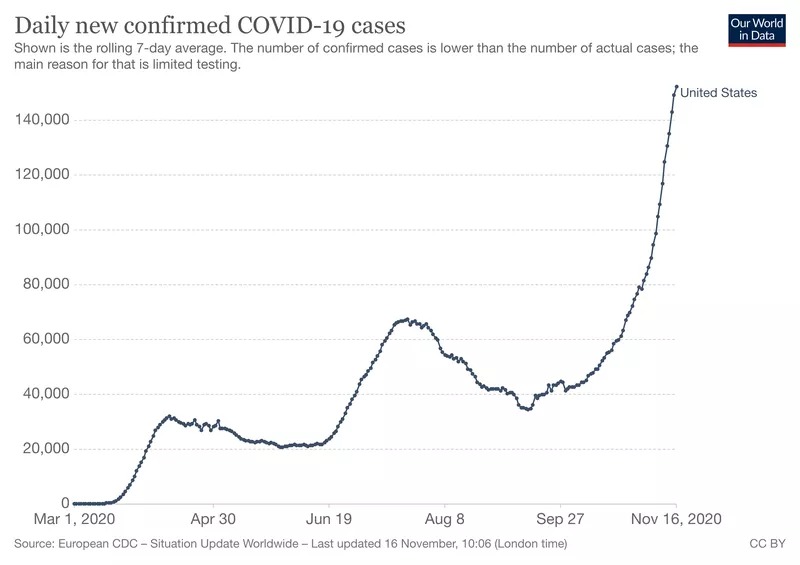 Daily new confirmed COVID-19 cases
Our World
in Data
Shown is the rolling 7-day average. The number of confirmed cases is lower than the number of actual cases; the
main reason for that is limited testing.
United States
140,000
120,000
100,000
80,000
60,000
40,000
20,000
0
Mar 1, 2020 Apr 30 Jun 19 Aug 8 Sep 27 Nov 16, 2020
Source: European CDC – Situation Update Worldwide – Last updated 16 November, 10:06 (London time) CC BY